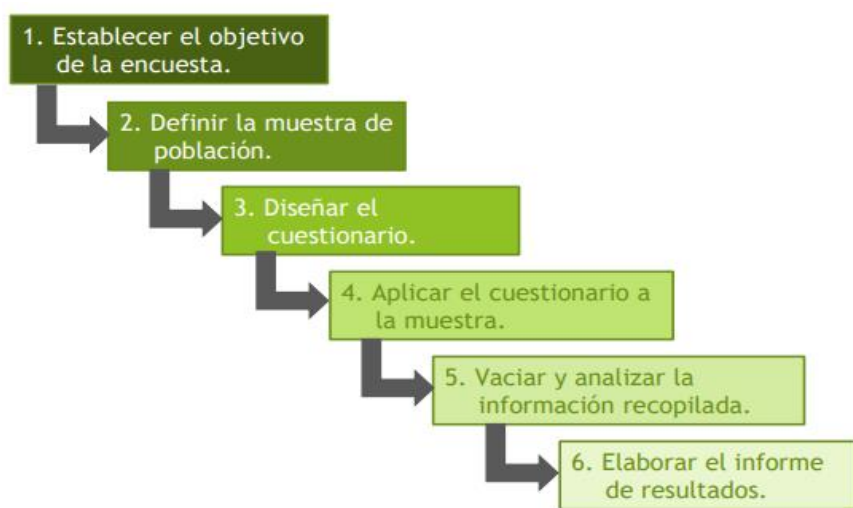 1. Establecer el objetivo
de la encuesta.
2. Definir la muestra de
población.
3. Diseñar el
cuestionario.
4. Aplicar el cuestionario a
la muestra.
5. Vaciar y analizar la
información recopilada.
6. Elaborar el informe
de resultados.